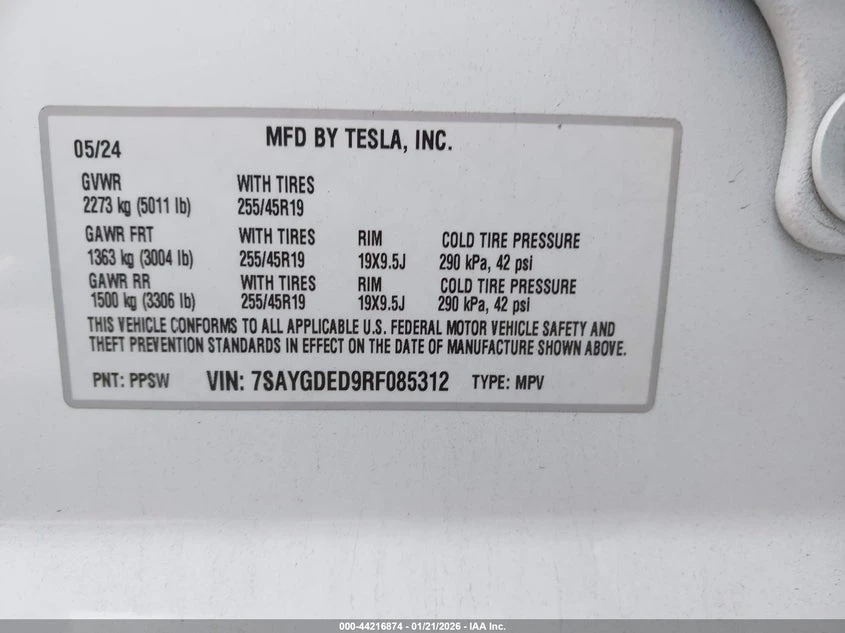 05/24 MFD BY TESLA, INC.
GVWR WITH TIRES
2273 kg (5011 lb) 255/45R19
GAWR FRT WITH TIRES RIM COLD TIRE PRESSURE
1363 kg (3004 lb) 255/45R19 19X9.5J 290 kPa, 42 psi
GAWR RR WITH TIRES RIM COLD TIRE PRESSURE
1500 kg (3306 lb) 255/45R19 19X9.5J 290 kPa, 42 psi
THIS VEHICLE CONFORMS TO ALL APPLICABLE U.S. FEDERAL MOTOR VEHICLE SAFETY AND
THEFT PREVENTION STANDARDS IN EFFECT ON THE DATE OF MANUFACTURE SHOWN ABOVE.
PNT: PPSW VIN: 7SAYGDED9RF085312 TYPE: MPV
000-44216874 / 01/21/2026 - IAA Inc.